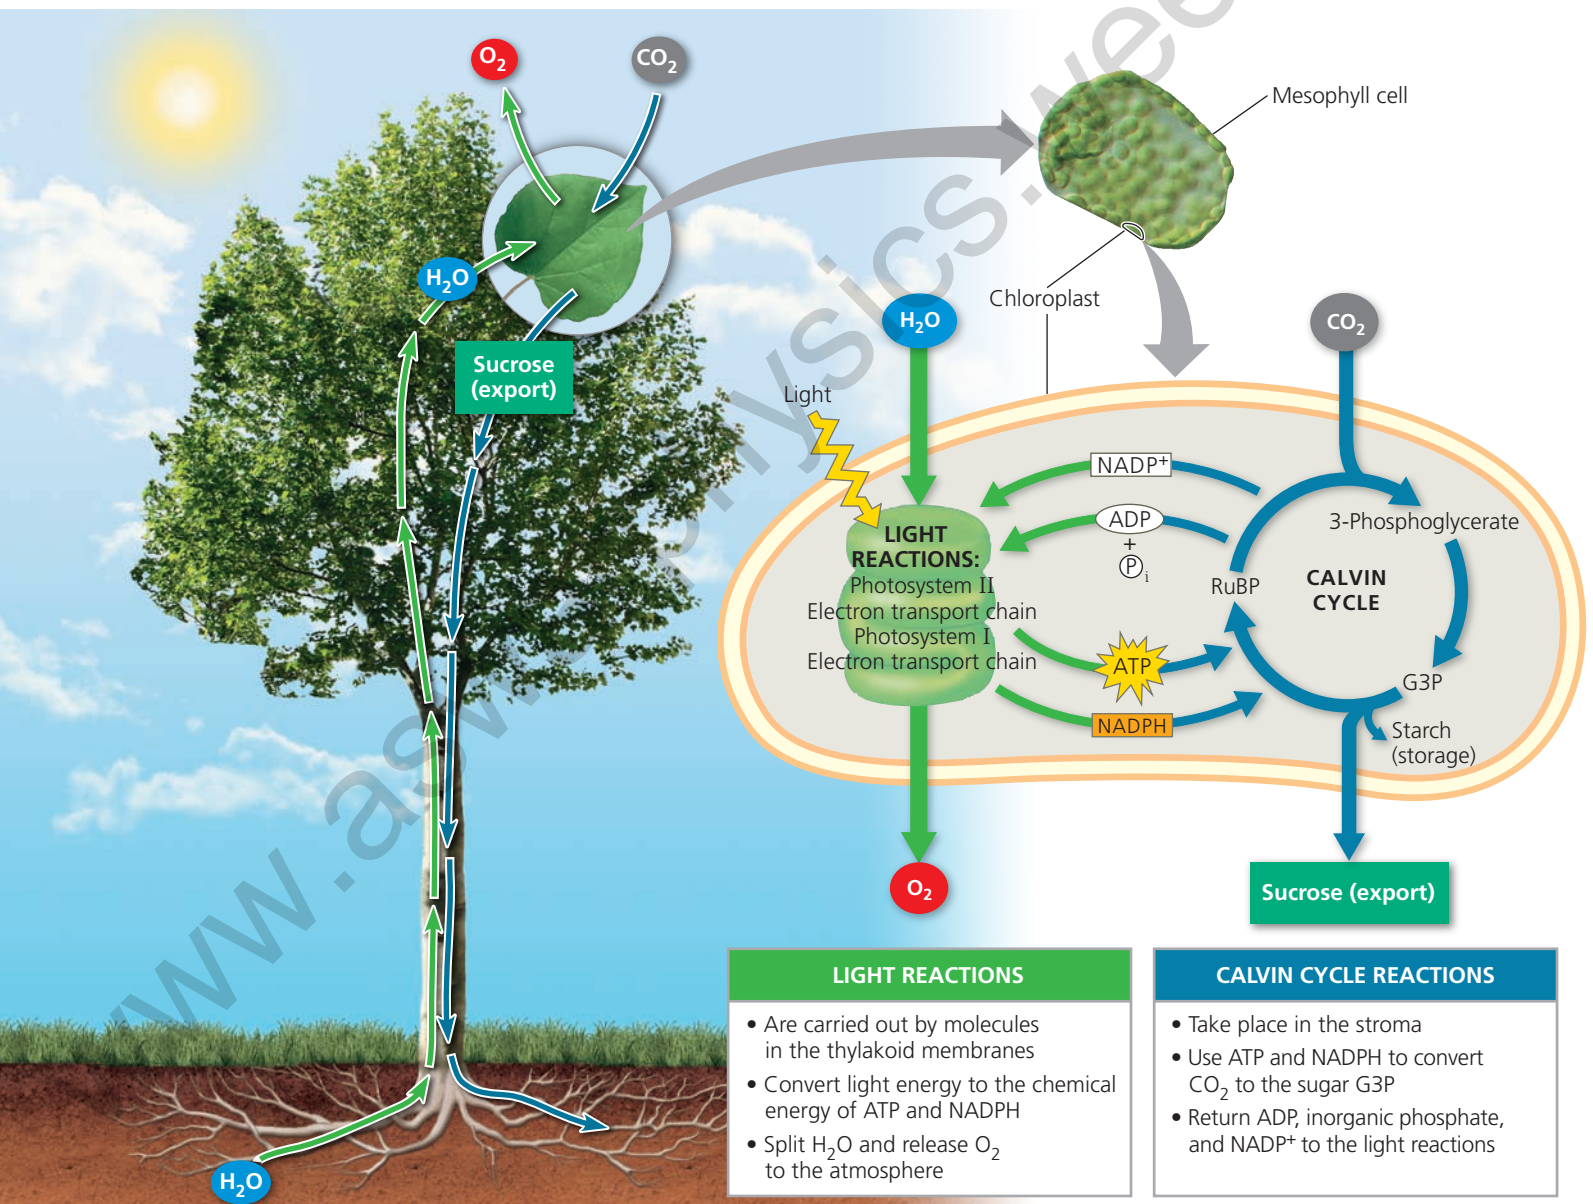 O2
CO2
H2O
Sucrose
(export)
H2O
Mesophyll cell
Chloroplast
H2O
CO2
Light
NADP+
ADP
+
Pi
LIGHT
REACTIONS:
Photosystem II
Electron transport chain
Photosystem I
Electron transport chain
ATP
NADPH
RuBP
CALVIN
CYCLE
3-Phosphoglycerate
G3P
Starch
(storage)
O2
Sucrose (export)
LIGHT REACTIONS
• Are carried out by molecules
in the thylakoid membranes
• Convert light energy to the chemical
energy of ATP and NADPH
• Split H2O and release O2
to the atmosphere
CALVIN CYCLE REACTIONS
• Take place in the stroma
• Use ATP and NADPH to convert
CO2 to the sugar G3P
• Return ADP, inorganic phosphate,
and NADP+ to the light reactions